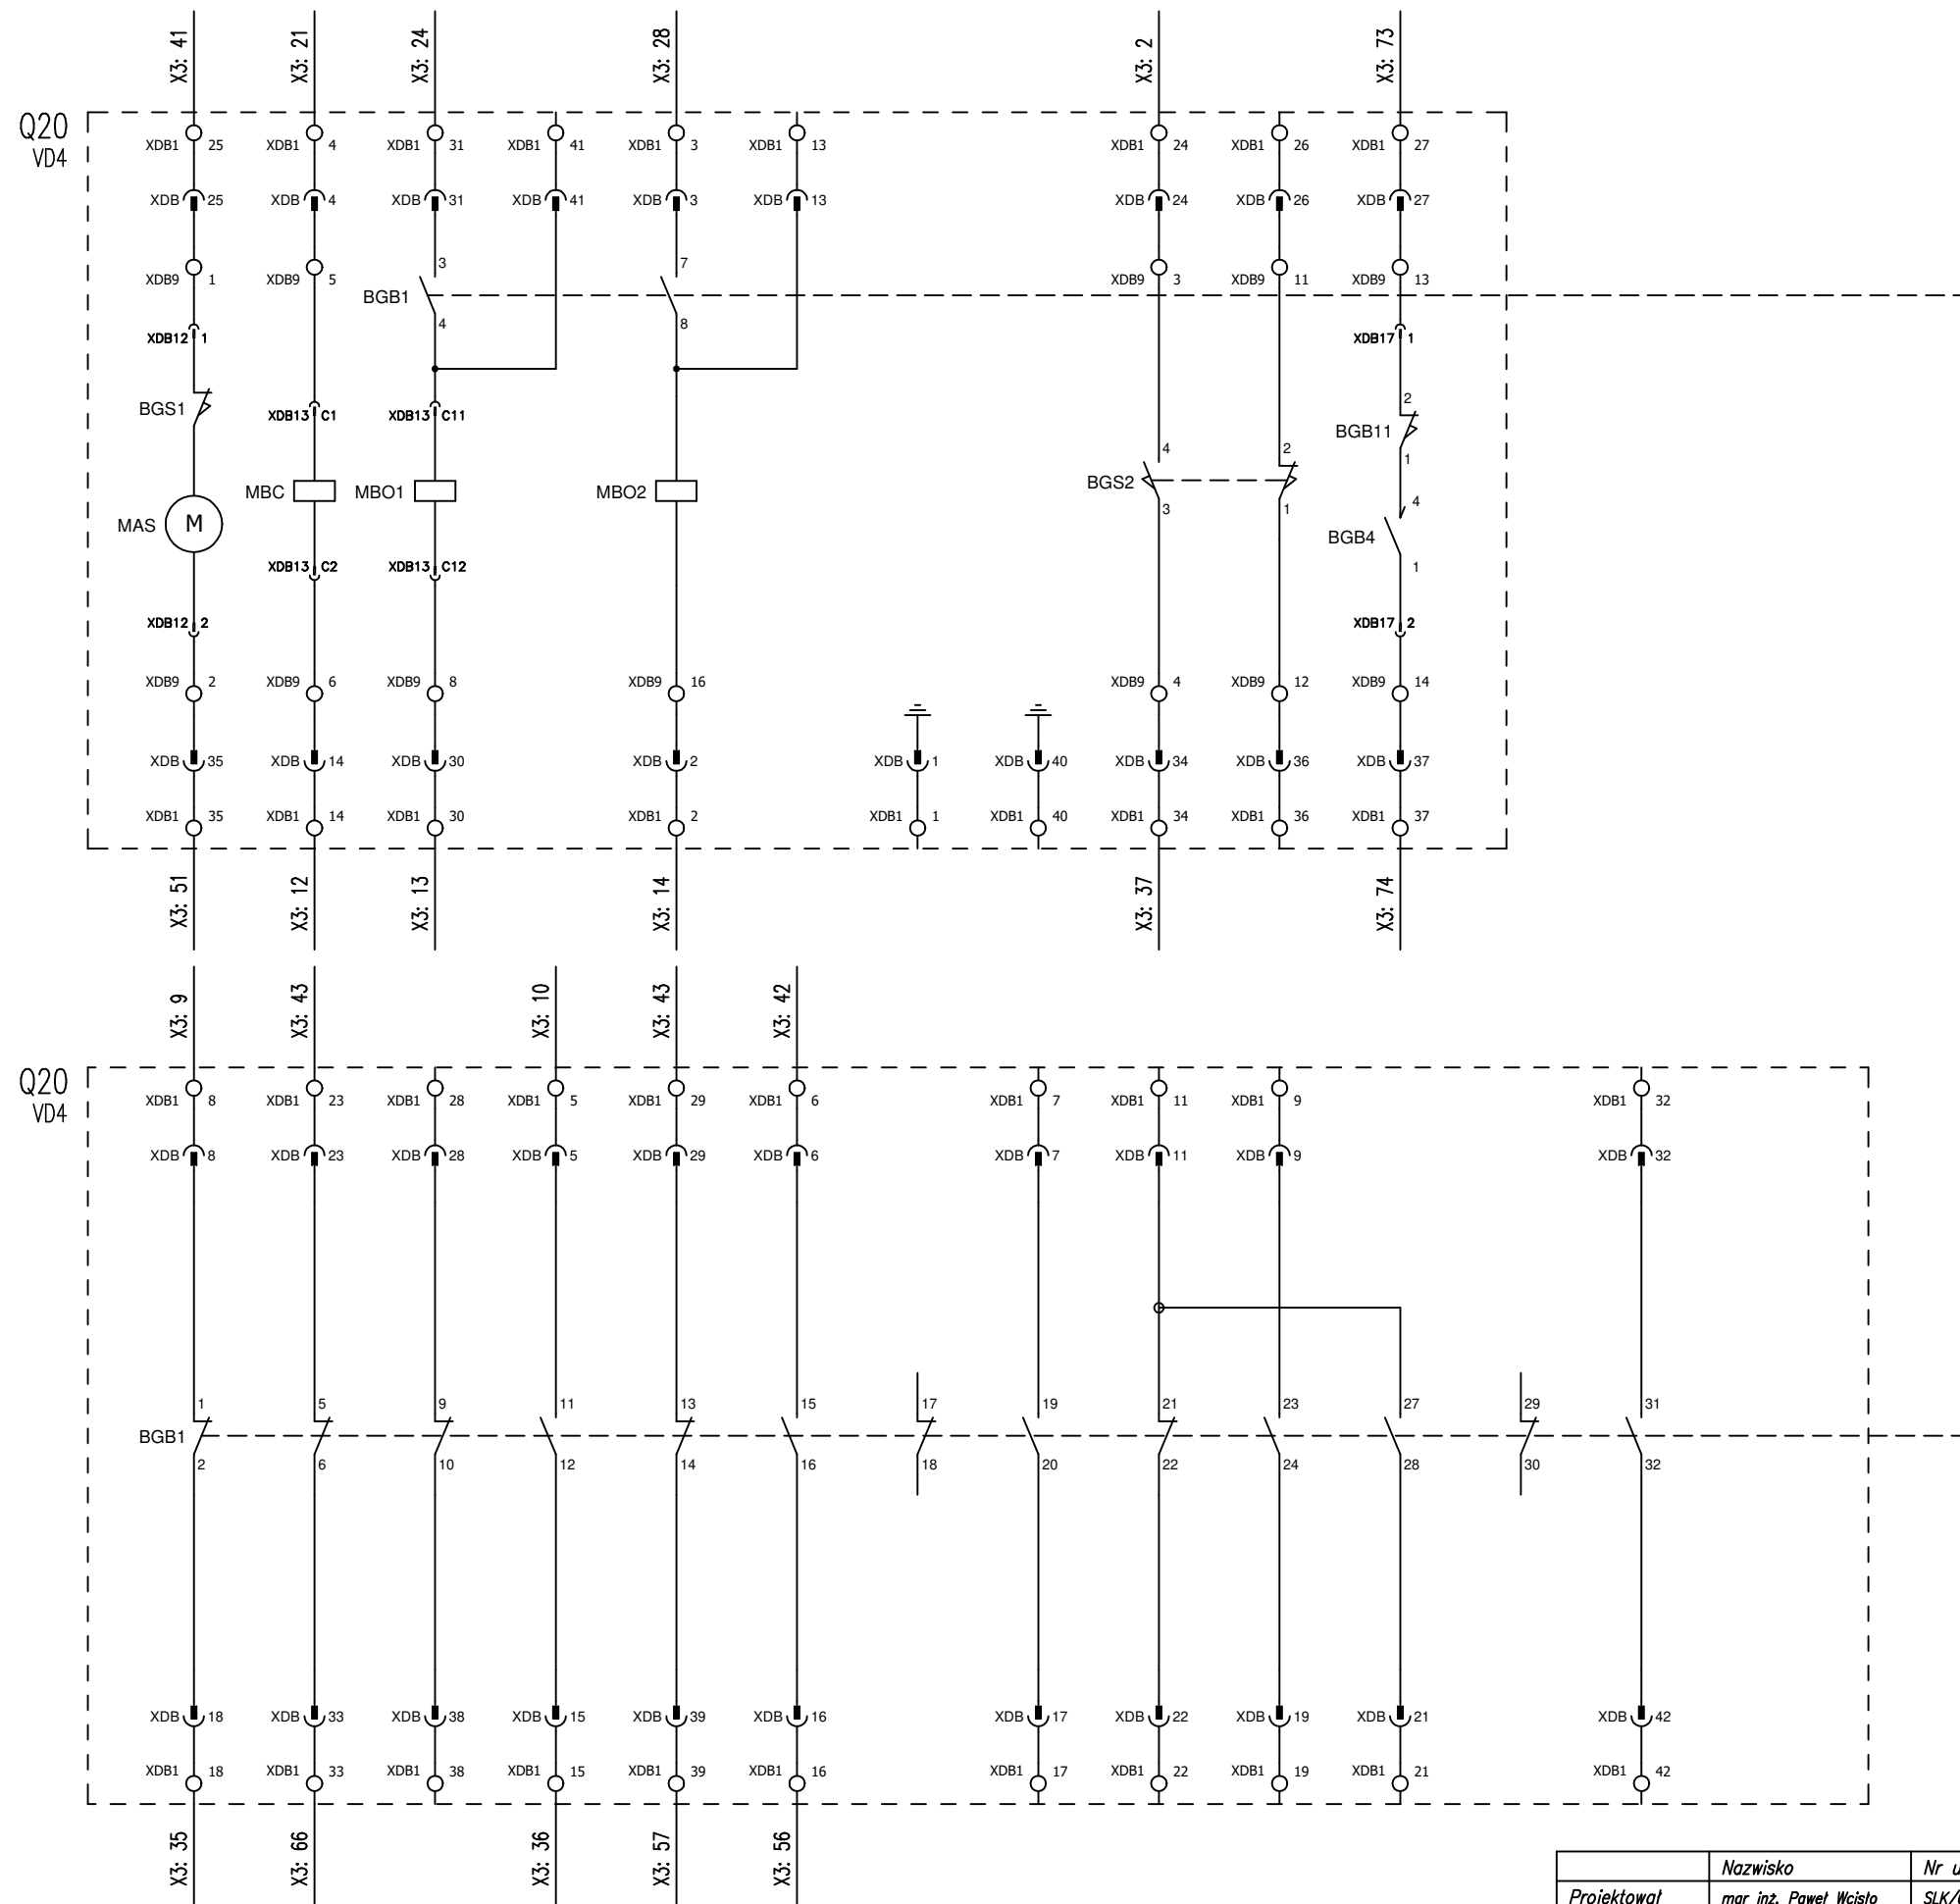 X3: 41 X3: 21 X3: 24 X3: 28 X3: 2 X3: 73
Q20
VD4
XDB1 25 XDB1 4 XDB1 31 XDB1 41 XDB1 3 XDB1 13 XDB1 24 XDB1 26 XDB1 27
XDB 25 XDB 4 XDB 31 XDB 41 XDB 3 XDB 13 XDB 24 XDB 26 XDB 27
XDB9 1 XDB9 5 3 7 XDB9 3 XDB9 11 XDB9 13
BGB1
4 8
XDB12 1 XDB17 1
BGS1 XDB13 C1 XDB13 C11 2
BGB11
4 2 1
MBC MBO1 MBO2 BGS2
3 1 4
MAS M BGB4
XDB13 C2 XDB13 C12 1
XDB12 2 XDB17 2
XDB9 2 XDB9 6 XDB9 8 XDB9 16 XDB9 4 XDB9 12 XDB9 14
XDB 35 XDB 14 XDB 30 XDB 2 XDB 1 XDB 40 XDB 34 XDB 36 XDB 37
XDB1 35 XDB1 14 XDB1 30 XDB1 2 XDB1 1 XDB1 40 XDB1 34 XDB1 36 XDB1 37
X3: 51 X3: 12 X3: 13 X3: 14 X3: 37 X3: 74
X3: 9 X3: 43 X3: 10 X3: 43 X3: 42
Q20
VD4
XDB1 8 XDB1 23 XDB1 28 XDB1 5 XDB1 29 XDB1 6 XDB1 7 XDB1 11 XDB1 9 XDB1 32
XDB 8 XDB 23 XDB 28 XDB 5 XDB 29 XDB 6 XDB 7 XDB 11 XDB 9 XDB 32
1 5 9 11 13 15 17 19 21 23 27 29 31
BGB1
2 6 10 12 14 16 18 20 22 24 28 30 32
XDB 18 XDB 33 XDB 38 XDB 15 XDB 39 XDB 16 XDB 17 XDB 22 XDB 19 XDB 21 XDB 42
XDB1 18 XDB1 33 XDB1 38 XDB1 15 XDB1 39 XDB1 16 XDB1 17 XDB1 22 XDB1 19 XDB1 21 XDB1 42
X3: 35 X3: 66 X3: 36 X3: 57 X3: 56
Nazwisko Nr
Projektował mgr inż. Paweł Wcisło